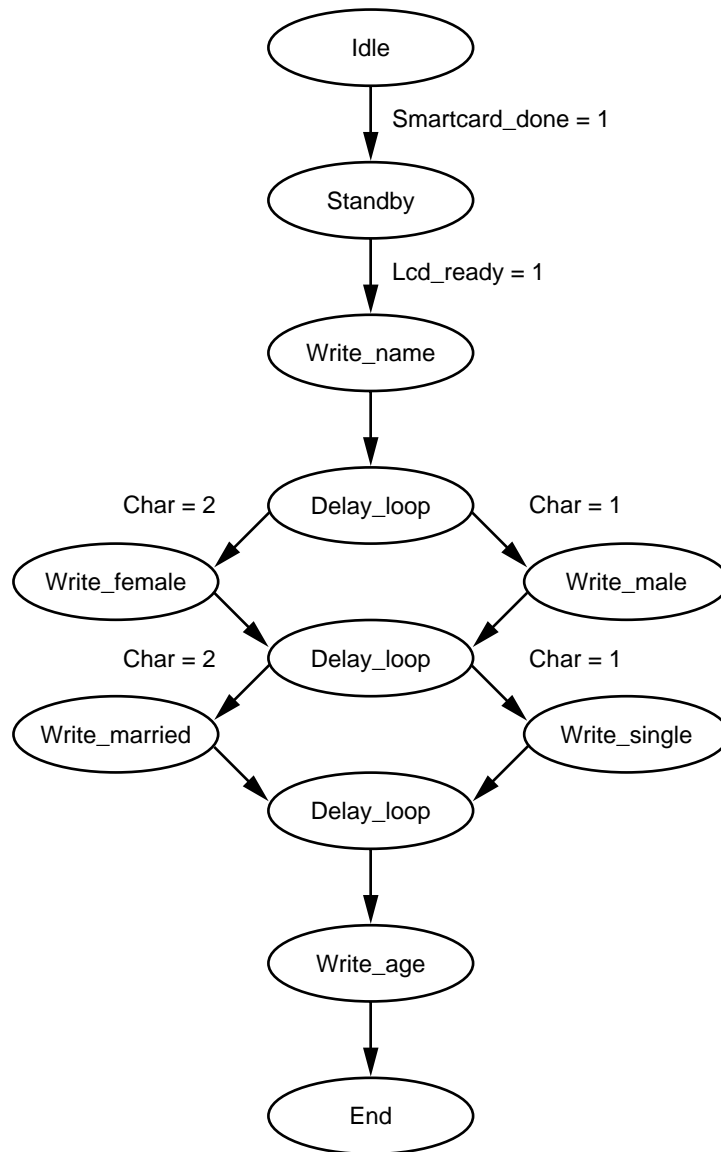 Idle
Smartcard_done = 1
Standby
Lcd_ready = 1
Write_name
Char = 2
Delay_loop
Char = 1
Write_female
Write_male
Char = 2
Delay_loop
Char = 1
Write_married
Write_single
Delay_loop
Write_age
End